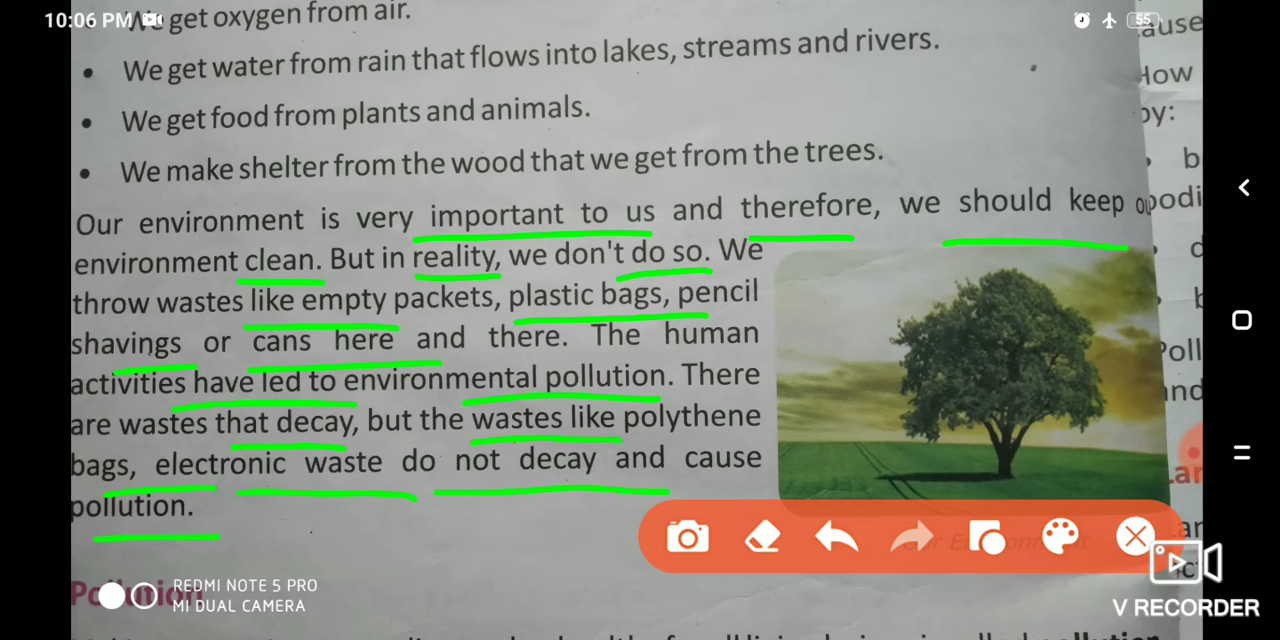 10:06 PM
55
We get oxygen from air.
• We get water from rain that flows into lakes, streams and rivers.
• We get food from plants and animals.
• We make shelter from the wood that we get from the trees.
Our environment is very important to us and therefore, we should keep our
environment clean. But in reality, we don't do so. We
throw wastes like empty packets, plastic bags, pencil
shavings or cans here and there. The human
activities have led to environmental pollution. There
are wastes that decay, but the wastes like polythene
bags, electronic waste do not decay and cause
pollution.
Our Environment
Pollution
REDMI NOTE 5 PRO
MI DUAL CAMERA
V RECORDER
ause
How
by:
b
podi
d
b
Poll
and